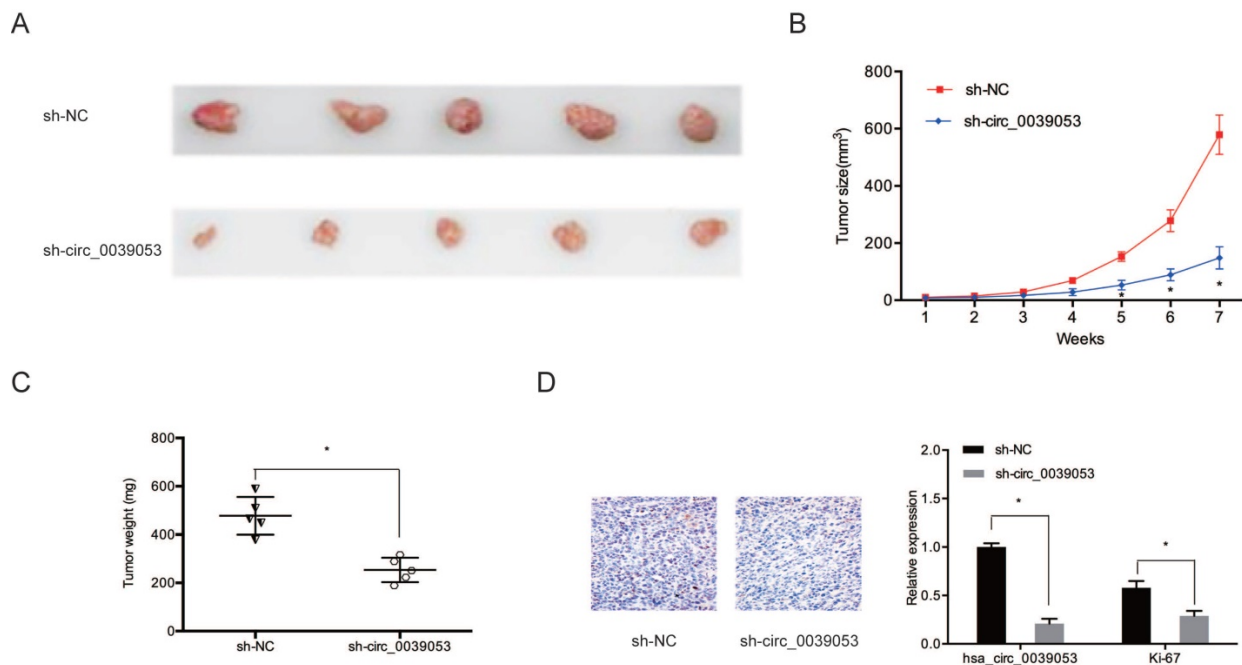 A
sh-NC
sh-circ_0039053
B
800
600
400
200
0
Tumor size(mm³)
sh-NC
sh-circ_0039053
* * *
1 2 3 4 5 6 7
Weeks
C
800
600
400
200
0
Tumor weight (mg)
*
sh-NC sh-circ_0039053
D
sh-NC sh-circ_0039053
2.0
1.5
1.0
0.5
0.0
Relative expression
sh-NC
sh-circ_0039053
* *
hsa_circ_0039053 Ki-67